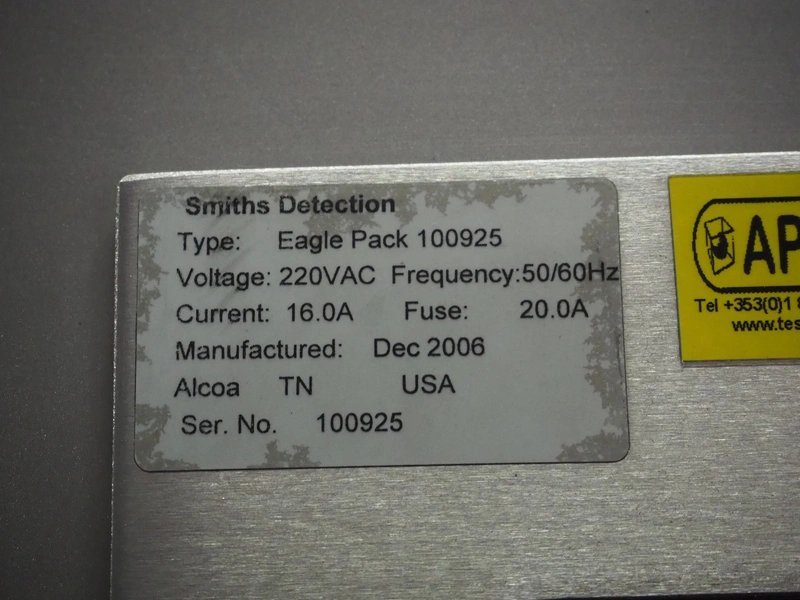 Smiths Detection
Type: Eagle Pack 100925
Voltage: 220VAC Frequency:50/60Hz
Current: 16.0A Fuse: 20.0A
Manufactured: Dec 2006
Alcoa TN USA
Ser. No. 100925
AP
Tel +353(0)1 8
www.tes